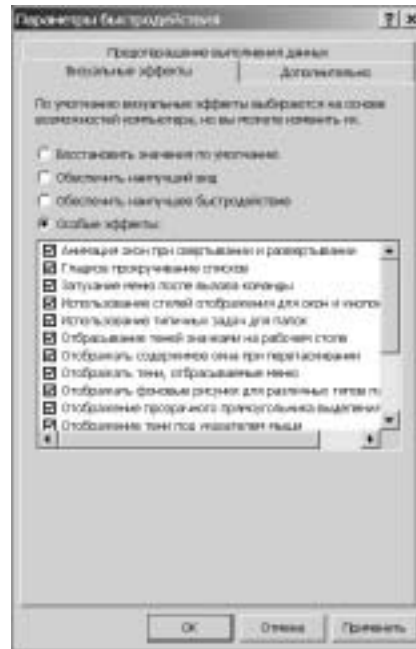 Параметры быстродействия
Предотвращение выполнения данных
Визуальные эффекты
Дополнительно
По умолчанию визуальные эффекты выбираются на основе
возможностей компьютера, но вы можете изменить их.
Восстановить значения по умолчанию
Обеспечить наилучший вид
Обеспечить наилучшее быстродействие
Особые эффекты:
Анимация окон при свертывании и развертывании
Гладкое прокручивание списков
Затухание меню после вызова команды
Использование стилей отображения для окон и кнопок
Использование типичных задач для папок
Отбрасывание теней значками на рабочем столе
Отображать содержимое окна при перетаскивании
Отображать тени, отбрасываемые меню
Отображать фоновые рисунки для различных типов п
Отображение прозрачного прямоугольника выделения
Отображение тени под указателем мыши
ОК
Отмена
Применить